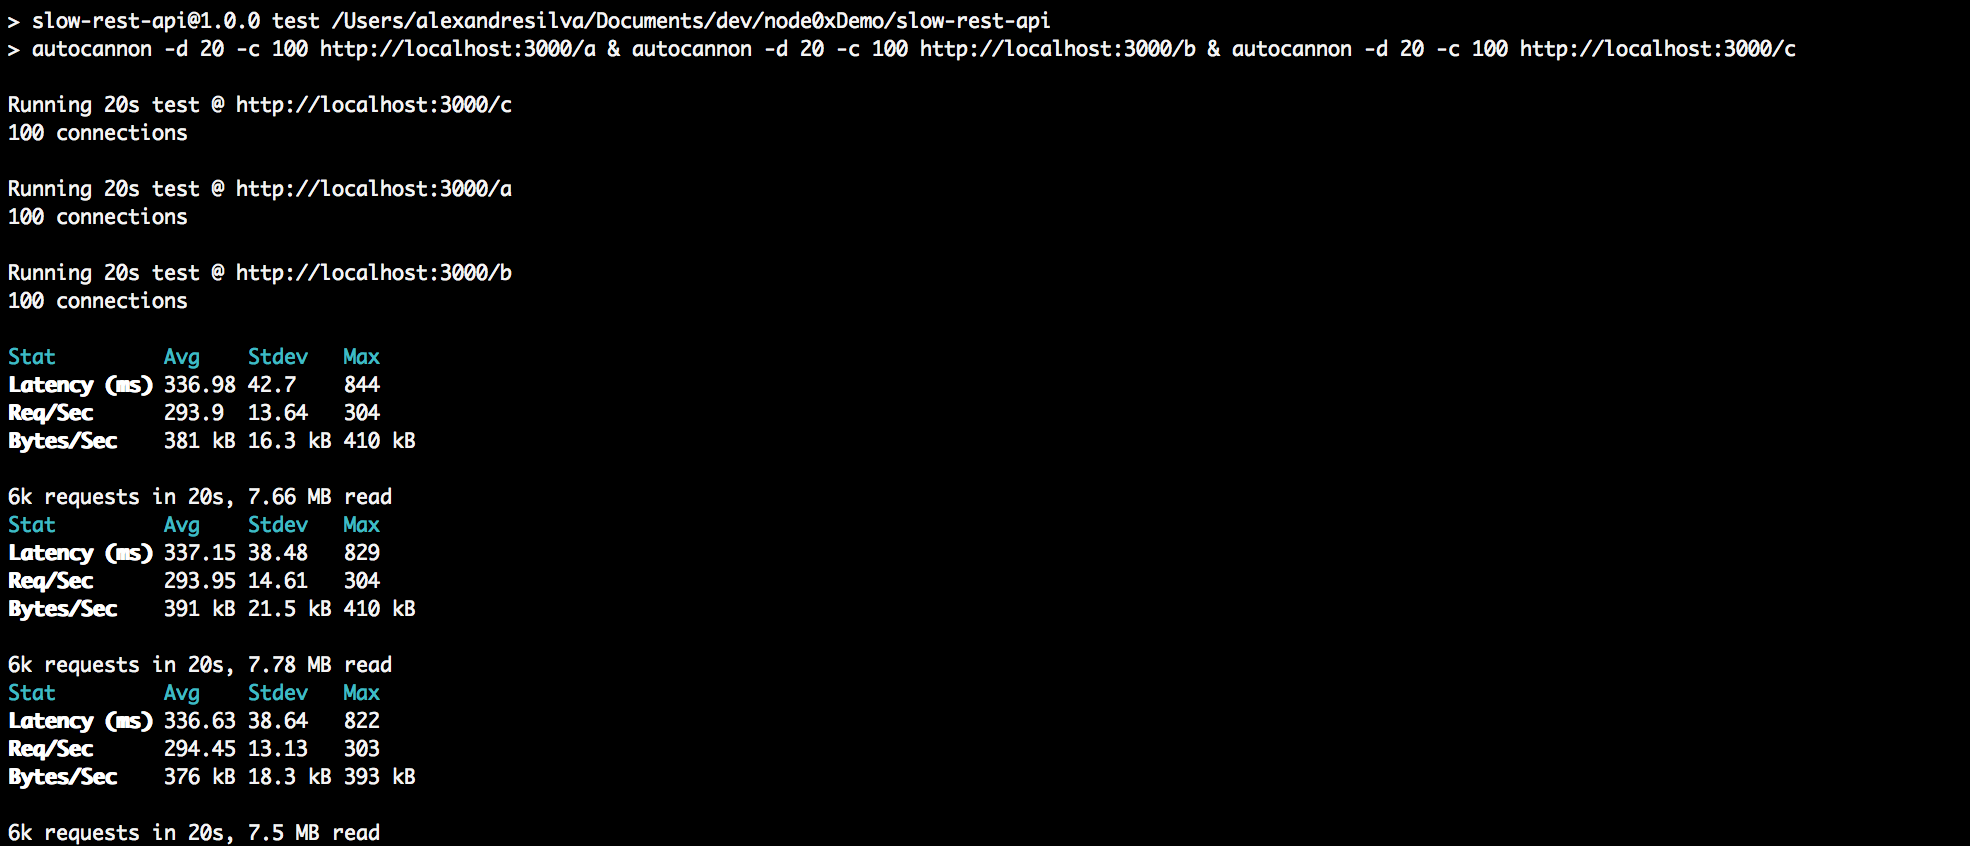 > slow-rest-api@1.0.0 test /Users/alexandresilva/Documents/dev/node0xDemo/slow-rest-api
> autocannon -d 20 -c 100 http://localhost:3000/a & autocannon -d 20 -c 100 http://localhost:3000/b & autocannon -d 20 -c 100 http://localhost:3000/c
Running 20s test @ http://localhost:3000/c
100 connections
Running 20s test @ http://localhost:3000/a
100 connections
Running 20s test @ http://localhost:3000/b
100 connections
Stat Avg Stdev Max
Latency (ms) 336.98 42.7 844
Req/Sec 293.9 13.64 304
Bytes/Sec 381 kB 16.3 kB 410 kB
6k requests in 20s, 7.66 MB read
Stat Avg Stdev Max
Latency (ms) 337.15 38.48 829
Req/Sec 293.95 14.61 304
Bytes/Sec 391 kB 21.5 kB 410 kB
6k requests in 20s, 7.78 MB read
Stat Avg Stdev Max
Latency (ms) 336.63 38.64 822
Req/Sec 294.45 13.13 303
Bytes/Sec 376 kB 18.3 kB 393 kB
6k requests in 20s, 7.5 MB read